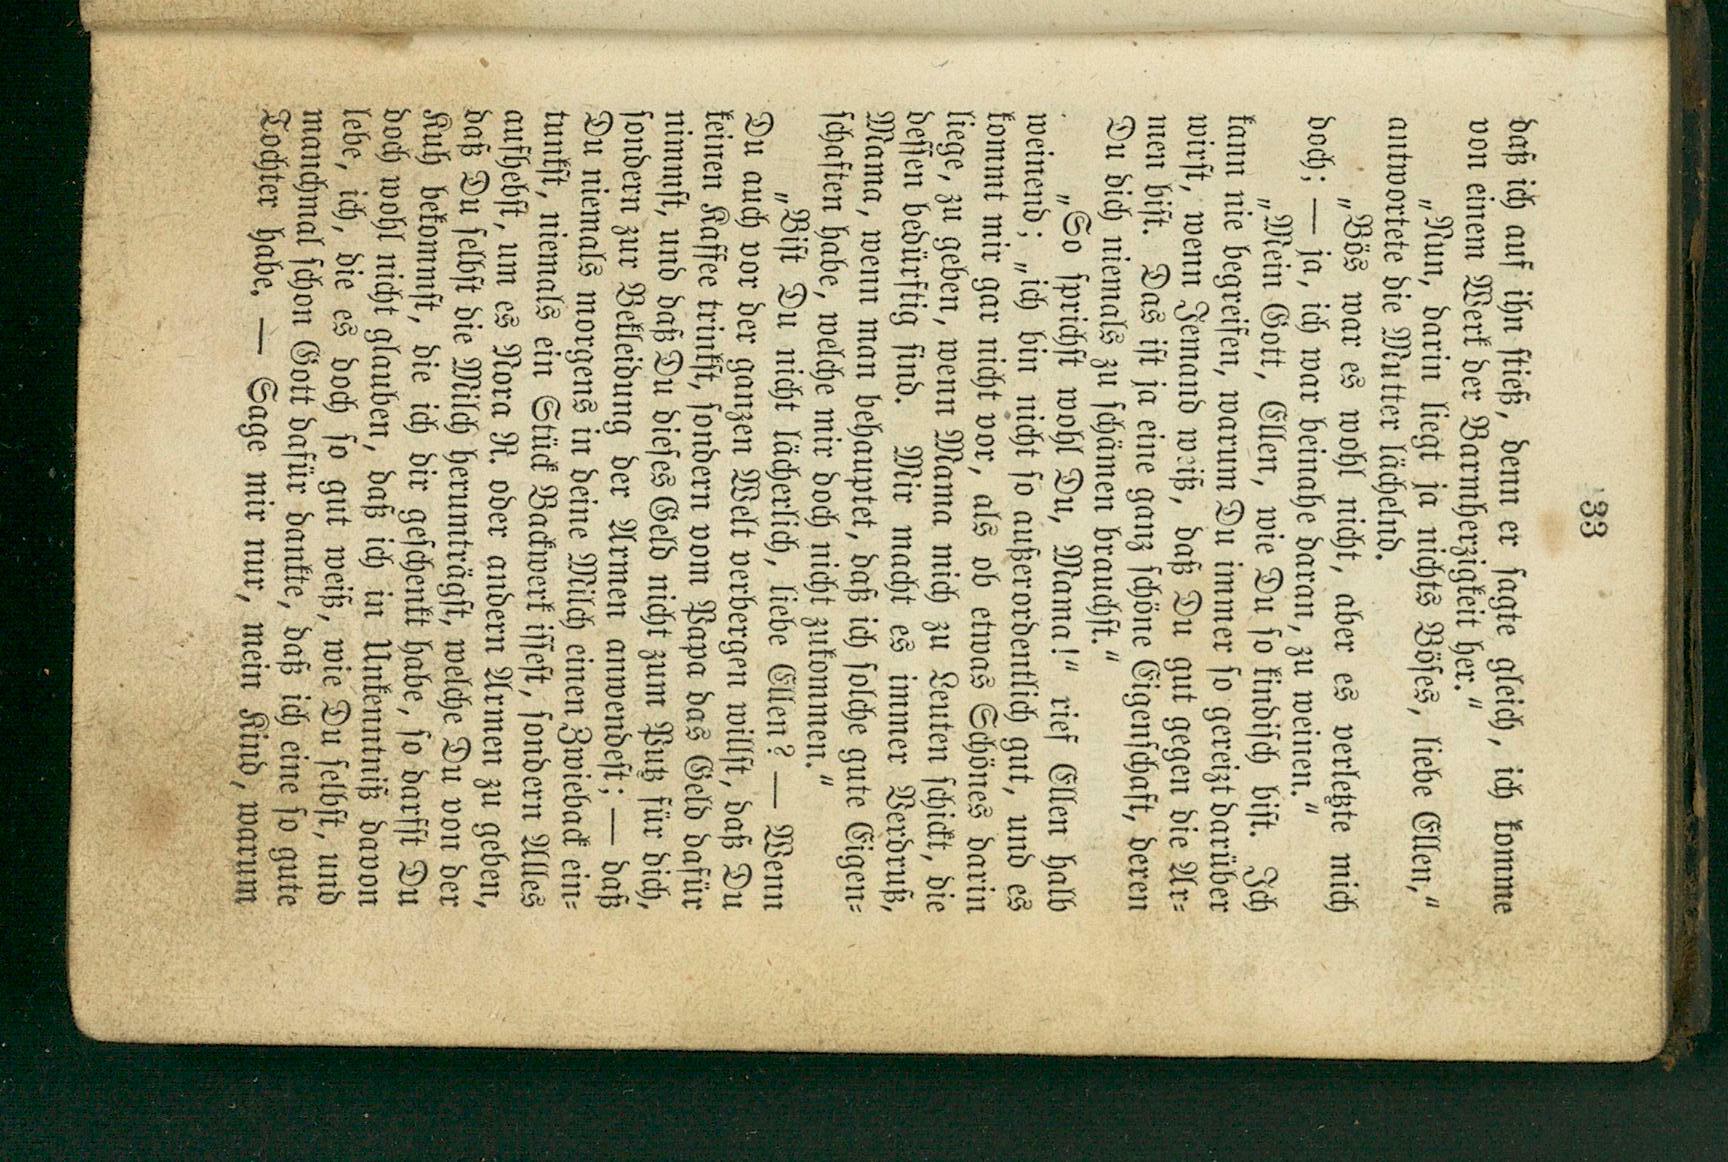 33
daß ich auf ihn stieß, denn er sagte gleich, ich komme
von einem Werk der Barmherzigkeit her.“
„Nun, darin liegt ja nichts Böses, liebe Ellen,“
antwortete die Mutter lächelnd.
„Bös war es wohl nicht, aber es verletzte mich
doch; — ja, ich war beinahe daran, zu weinen.“
„Mein Gott, Ellen, wie Du so kindisch bist. Ich
kann nie begreifen, warum Du immer so gereizt darüber
wirst, wenn Jemand weiß, daß Du gut gegen die Ar-
men bist. Das ist ja eine ganz schöne Eigenschaft, deren
Du dich niemals zu schämen brauchst.“
„So sprichst wohl Du, Mama!“ rief Ellen halb
weinend; „ich bin nicht so außerordentlich gut, und es
kommt mir gar nicht vor, als ob etwas Schönes darin
liege, zu geben, wenn Mama mich zu Leuten schickt, die
dessen bedürftig sind. Mir macht es immer Verdruß,
Mama, wenn man behauptet, daß ich solche gute Eigen-
schaften habe, welche mir doch nicht zukommen.“
„Bist Du nicht lächerlich, liebe Ellen? — Wenn
Du auch vor der ganzen Welt verbergen willst, daß Du
keinen Kaffee trinkst, sondern vom Papa das Geld dafür
nimmst, und daß Du dieses Geld nicht zum Putz für dich,
sondern zur Bekleidung der Armen anwendest; — daß
Du niemals morgens in deine Milch einen Zwieback ein-
tunkst, niemals ein Stück Backwerk issest, sondern Alles
aufhebst, um es Nora N. oder andern Armen zu geben,
daß Du selbst die Milch herumträgst, welche Du von der
Kuh bekommst, die ich dir geschenkt habe, so darfst Du
doch wohl nicht glauben, daß ich in Unkenntniß davon
lebe, ich, die es doch so gut weiß, wie Du selbst, und
manchmal schon Gott dafür dankte, daß ich eine so gute
Tochter habe. — Sage mir nur, mein Kind, warum